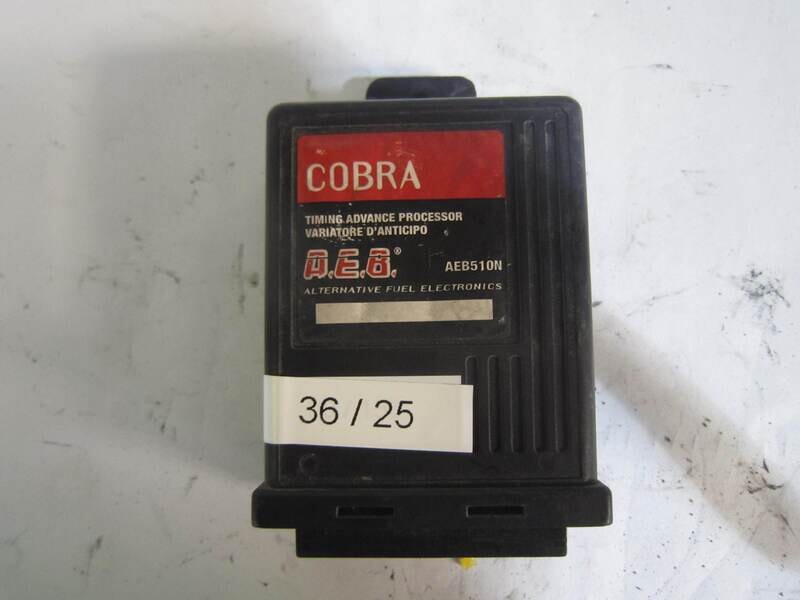 COBRA
TIMING ADVANCE PROCESSOR
VARIATORE D'ANTICIPO
A.E.B.®
AEB510N
ALTERNATIVE FUEL ELECTRONICS
36 / 25